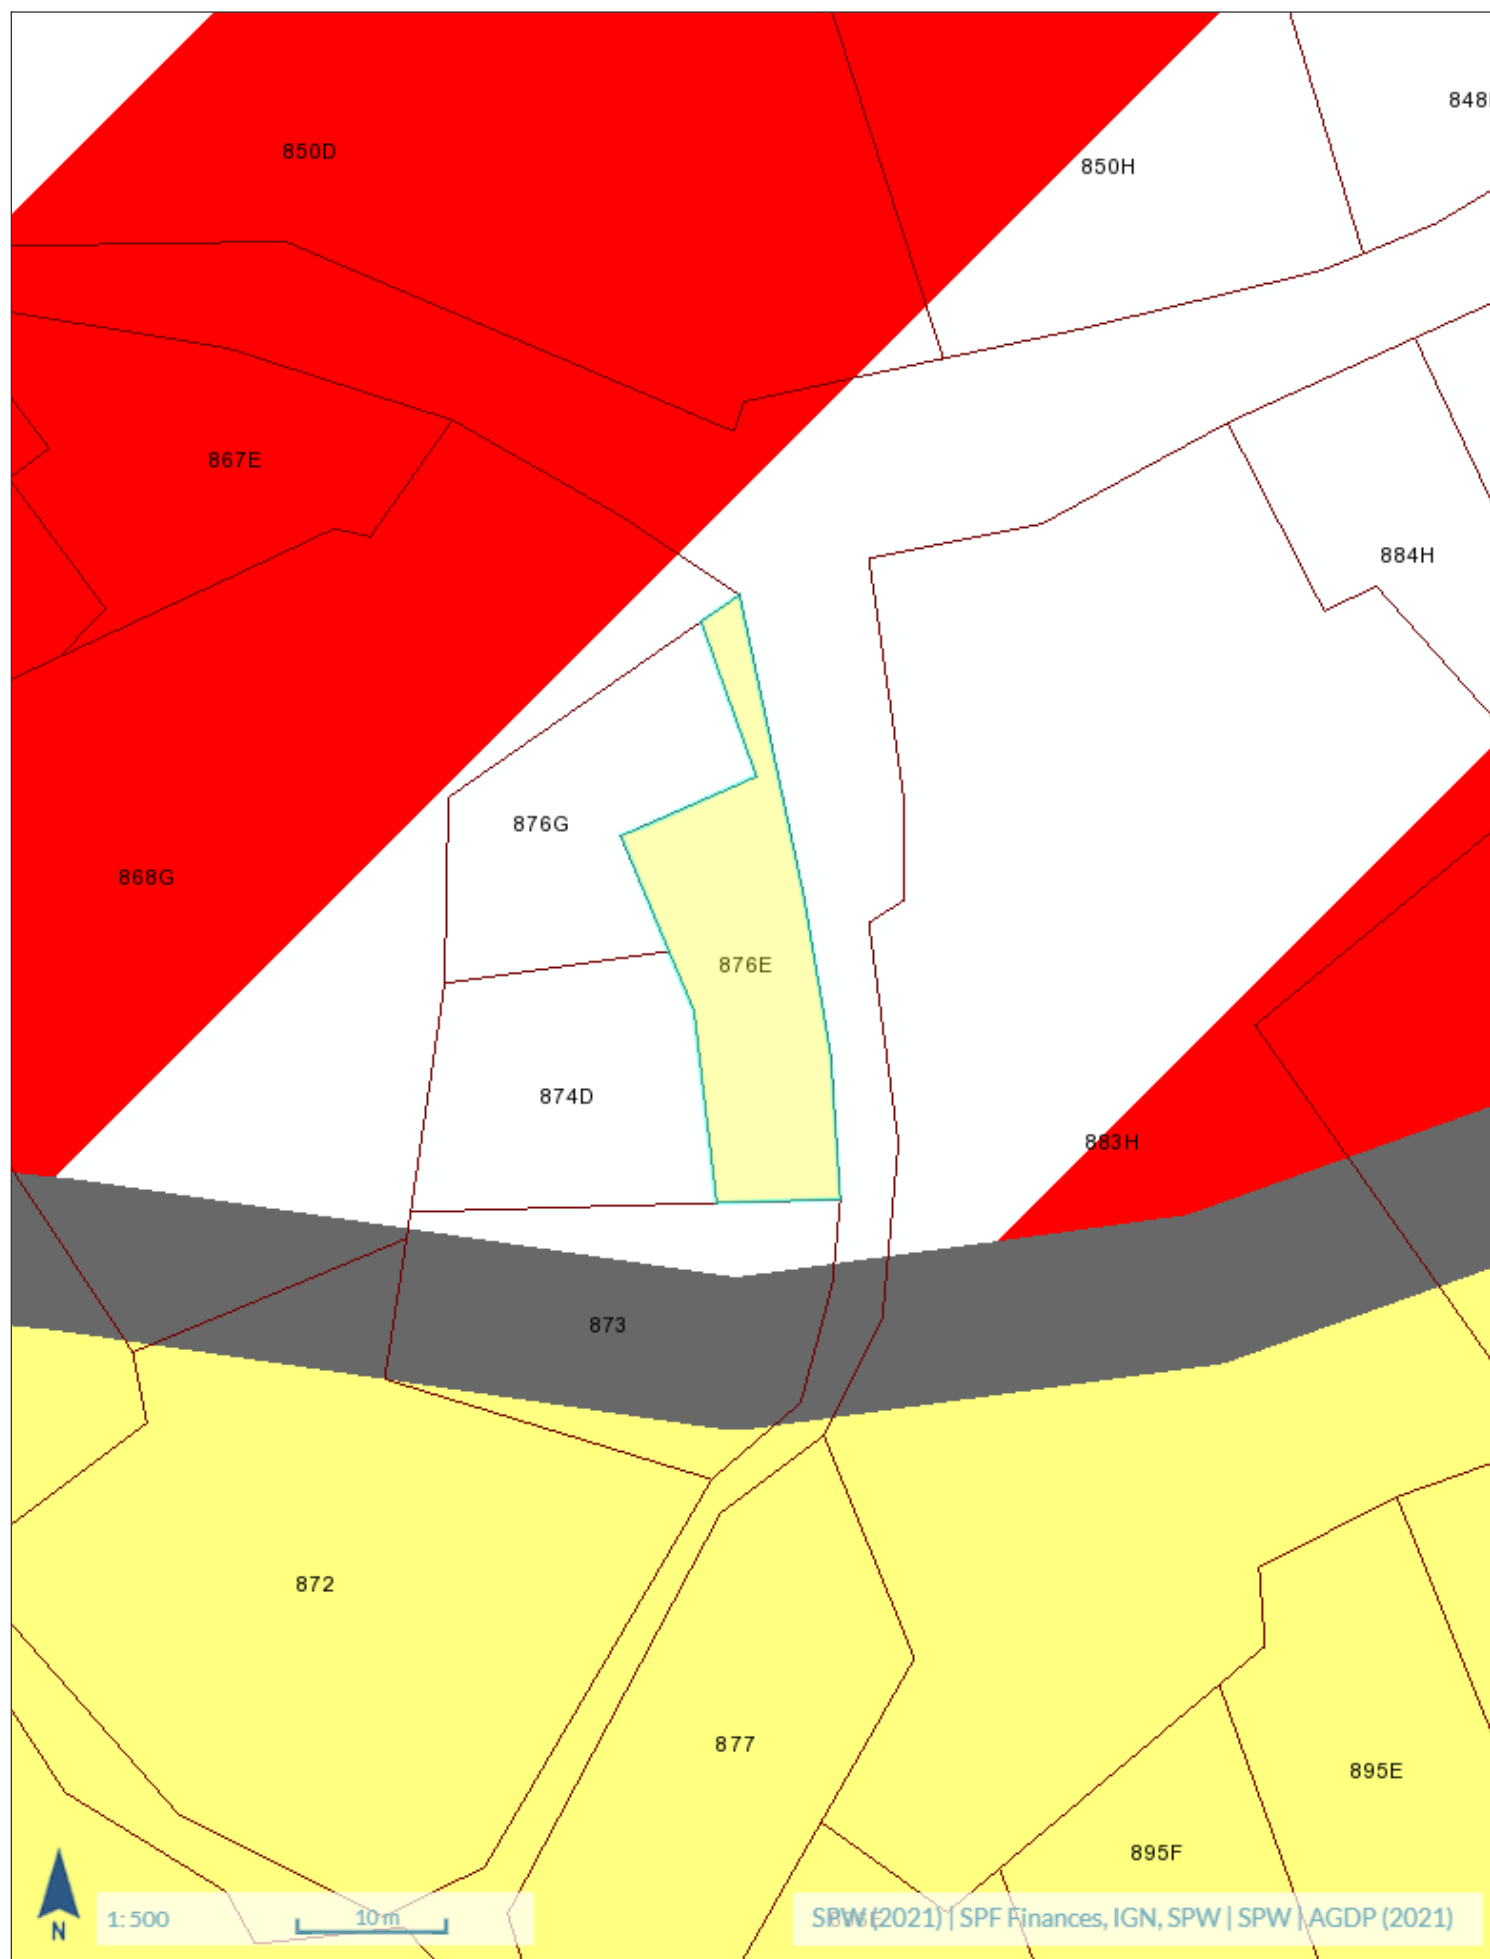 848
850D
850H
867E
884H
876G
868G
876E
874D
883H
873
872
877
895E
895F
N
1:500
10 m
SPW (2021) | SPF Finances, IGN, SPW | SPW | AGDP (2021)